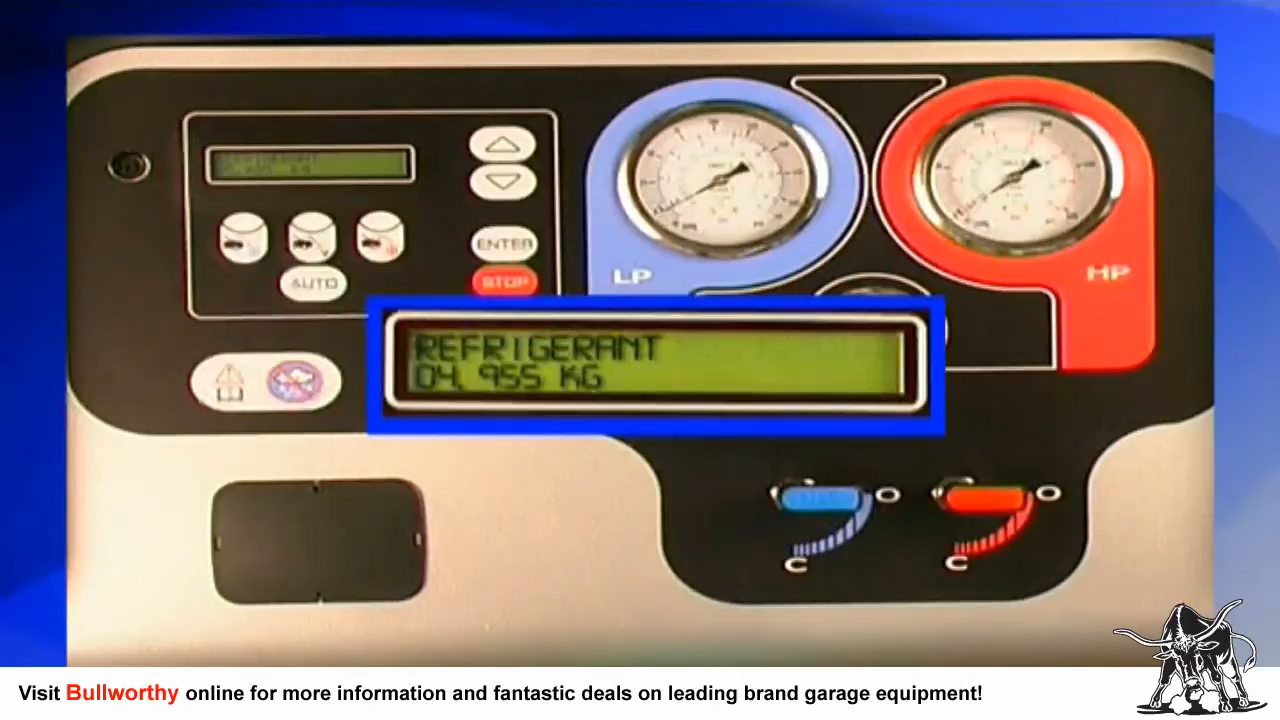 ENTER
AUTO
STOP
LP
HP
REFRIGERANT
04.955 KG
O
O
C
C
Visit Bullworthy online for more information and fantastic deals on leading brand garage equipment!